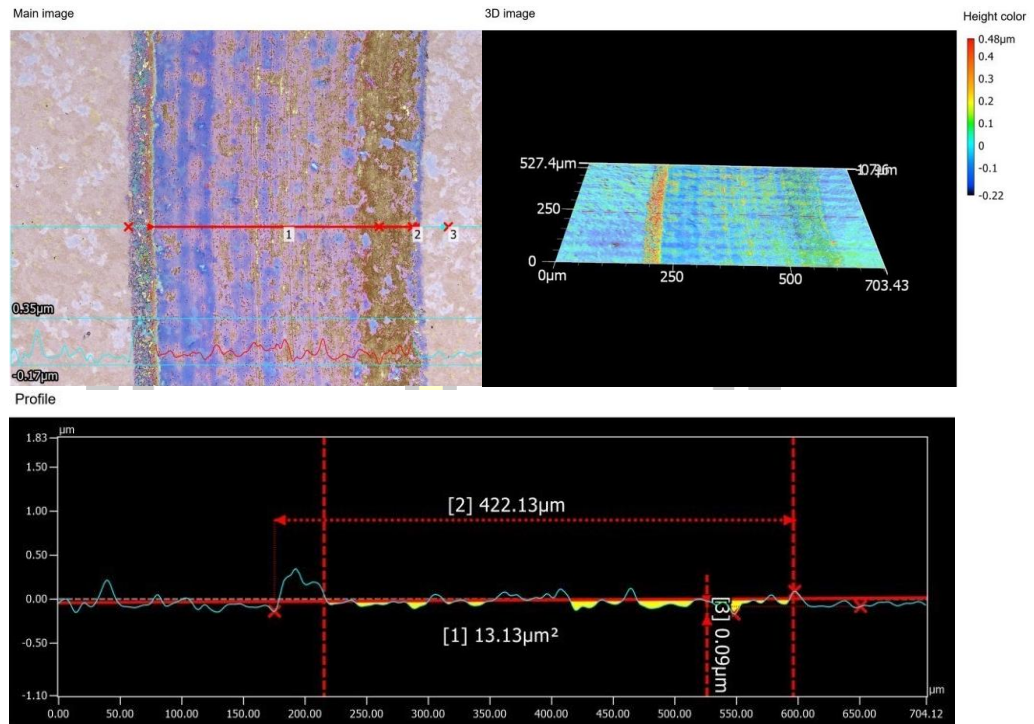 Main image
3D image
Height color
0.48μm
0.4
0.3
0.2
0.1
0
-0.1
-0.22
1
2
3
0.35μm
-0.17μm
527.4μm
250
0
0μm
250
500
703.43
Profile
μm
1.83
1.50
1.00
0.50
0.00
-0.50
-1.10
[2] 422.13μm
[1] 13.13μm²
[3] 0.09μm
μm
0.00 50.00 100.00 150.00 200.00 250.00 300.00 350.00 400.00 450.00 500.00 550.00 600.00 650.00 704.12